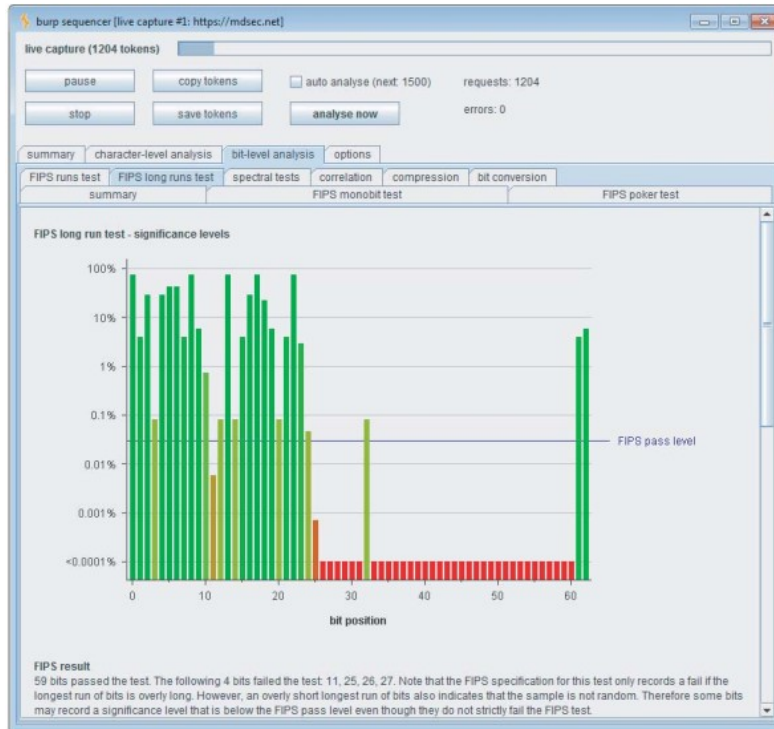 burp sequencer [live capture #1: https://mdsec.net]
live capture (1204 tokens)
pause
copy tokens
auto analyse (next: 1500)
requests: 1204
stop
save tokens
analyse now
errors: 0
summary
character-level analysis
bit-level analysis
options
FIPS runs test
FIPS long runs test
spectral tests
correlation
compression
bit conversion
summary
FIPS monobit test
FIPS poker test
FIPS long run test - significance levels
100%
10%
1%
0.1%
FIPS pass level
0.01%
0.001%
<0.0001%
0
10
20
30
40
50
60
bit position
FIPS result
59 bits passed the test. The following 4 bits failed the test: 11, 25, 26, 27. Note that the FIPS specification for this test only records a fail if the
longest run of bits is overly long. However, an overly short longest run of bits also indicates that the sample is not random. Therefore some bits
may record a significance level that is below the FIPS pass level even though they do not strictly fail the FIPS test.